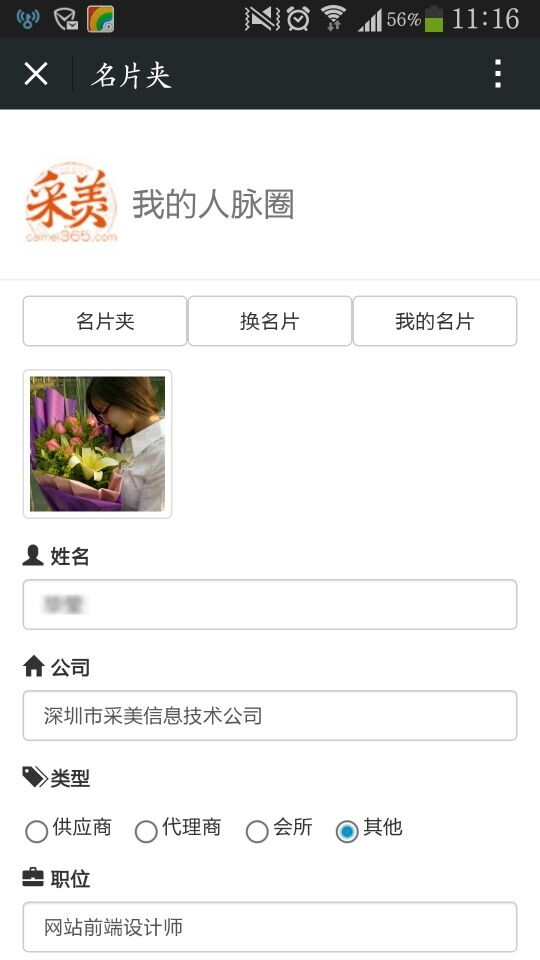 56% 11:16
名片夹
采美
caimei365.com
我的人脉圈
名片夹 换名片 我的名片
姓名
公司
深圳市采美信息技术公司
类型
供应商 代理商 会所 其他
职位
网站前端设计师